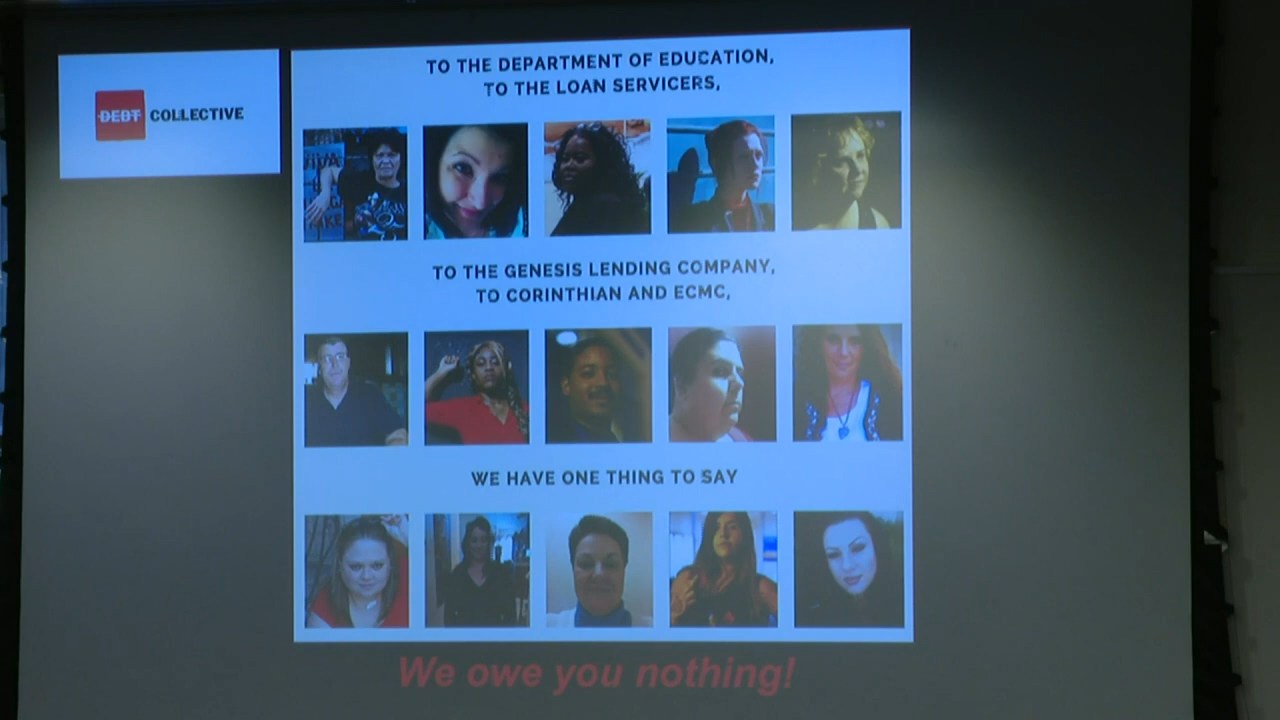 DEBT COLLECTIVE
TO THE DEPARTMENT OF EDUCATION,
TO THE LOAN SERVICERS,
TO THE GENESIS LENDING COMPANY,
TO CORINTHIAN AND ECMC,
WE HAVE ONE THING TO SAY
We owe you nothing!